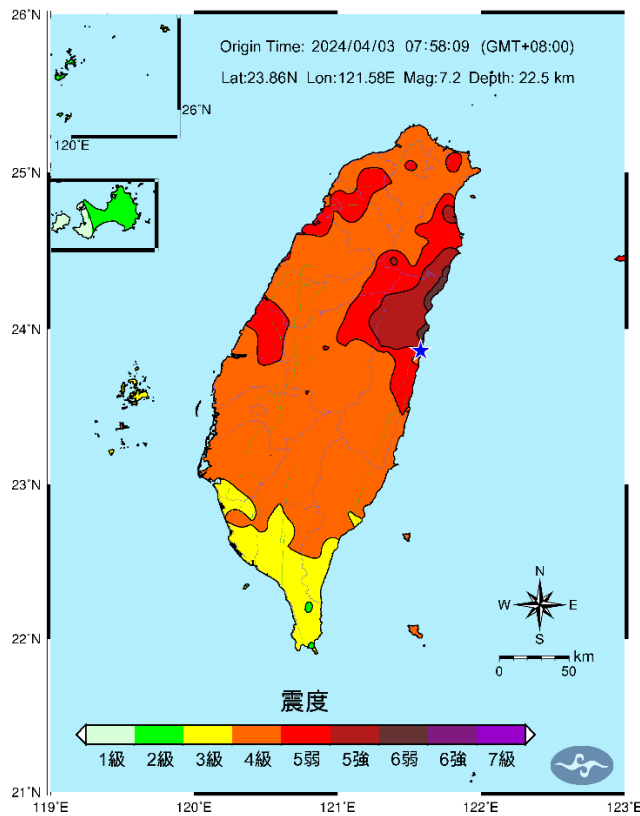 26°N
Origin Time: 2024/04/03 07:58:09 (GMT+08:00)
Lat:23.86N Lon:121.58E Mag:7.2 Depth: 22.5 km
26°N
120°E
25°N
24°N
23°N
22°N
21°N
N
W E
S
km
0 50
震度
1級 2級 3級 4級 5弱 5強 6弱 6強 7級
119°E 120°E 121°E 122°E 123°E